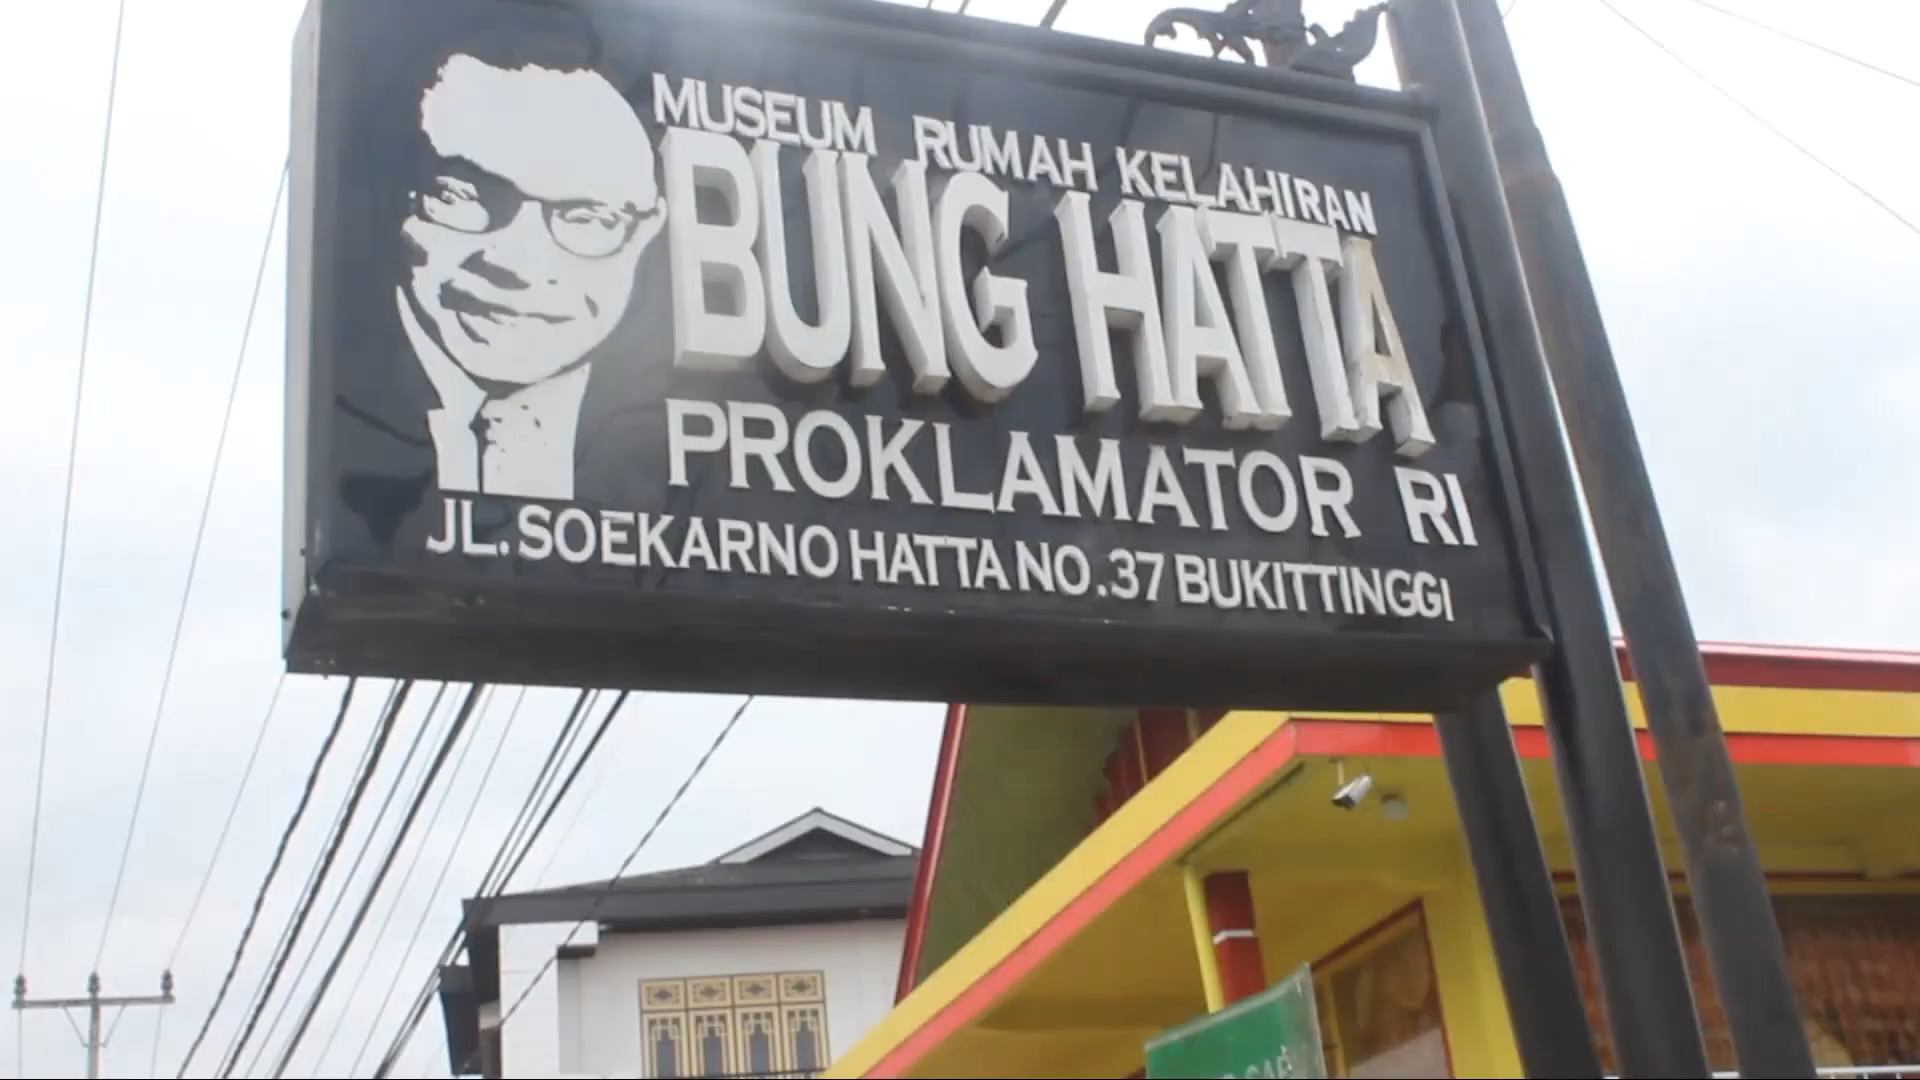 MUSEUM RUMAH KELAHIRAN
BUNG HATTA
PROKLAMATOR RI
JL. SOEKARNO HATTA NO.37 BUKITTINGGI